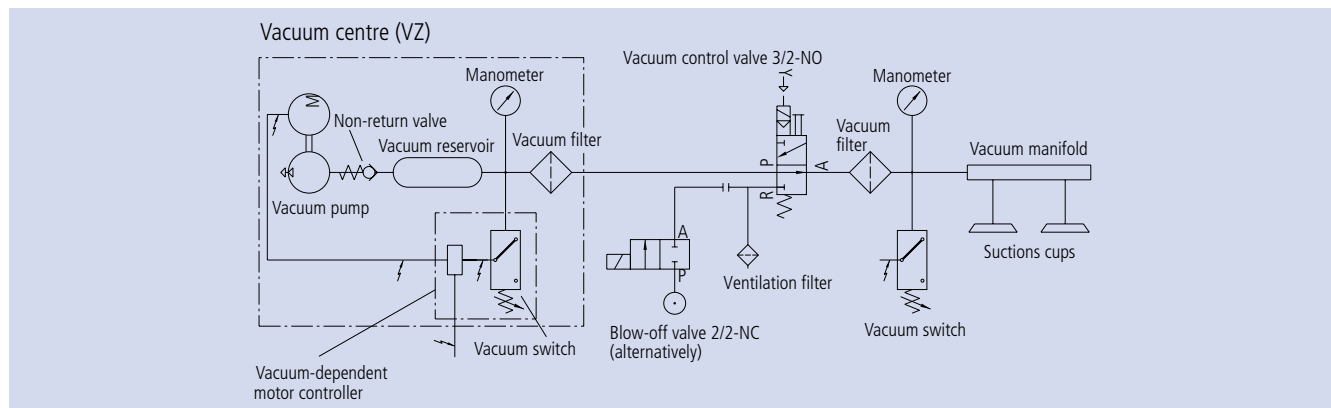 Vacuum centre (VZ)
Vacuum control valve 3/2-NO
Manometer
Manometer
M
Non-return valve
Vacuum reservoir
Vacuum filter
Vacuum
filter
Vacuum manifold
P
A
R
Vacuum pump
A
P
Suctions cups
Ventilation filter
Blow-off valve 2/2-NC
(alternatively)
Vacuum switch
Vacuum switch
Vacuum-dependent
motor controller